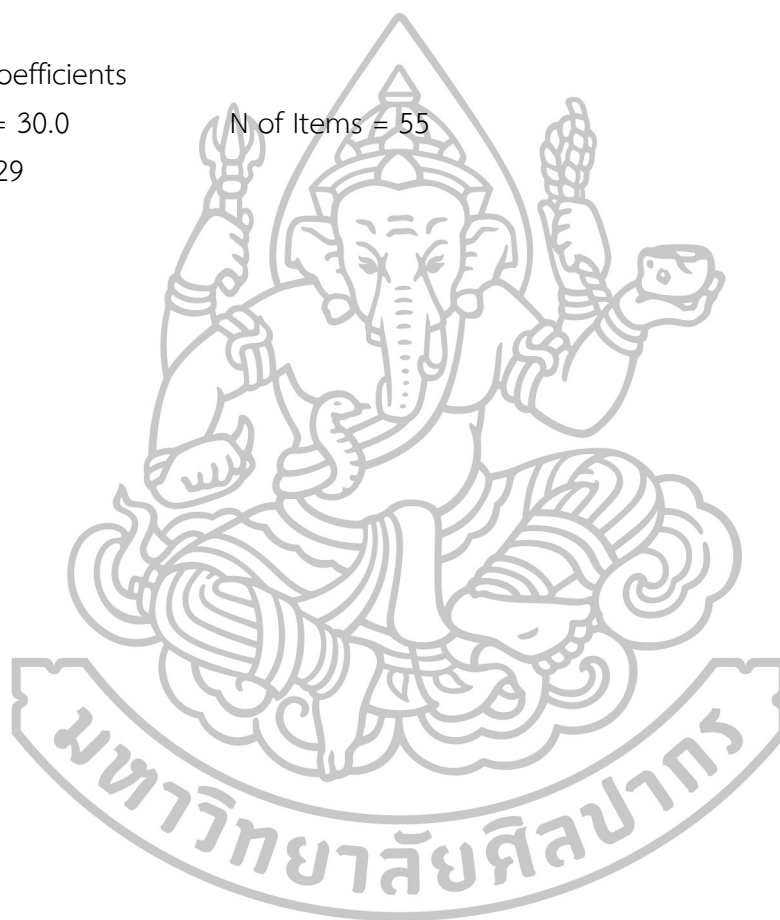 oefficients
= 30.0 N of Items = 55
29
มหาวิทยาลัยศิลปากร